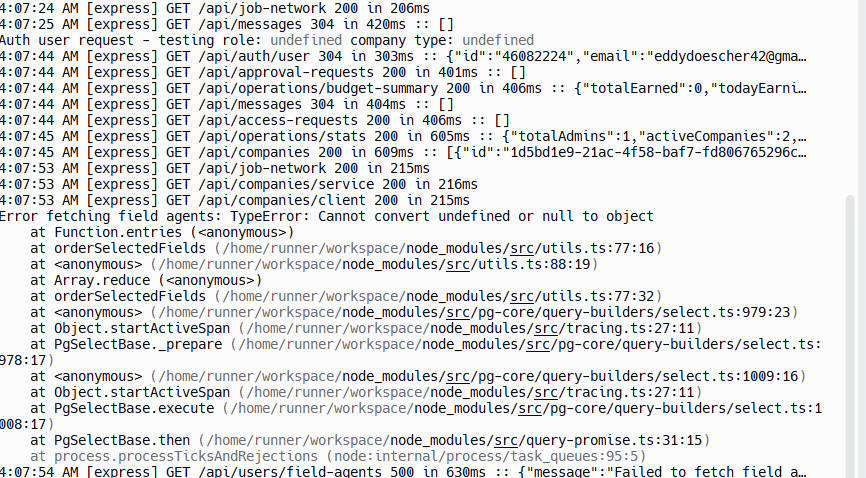 4:07:24 AM [express] GET /api/job-network 200 in 206ms
4:07:25 AM [express] GET /api/messages 304 in 420ms :: []
Auth user request - testing role: undefined company type: undefined
4:07:44 AM [express] GET /api/auth/user 304 in 303ms :: {"id":"46082224","email":"eddydoescher42@gma…
4:07:44 AM [express] GET /api/approval-requests 200 in 401ms :: []
4:07:44 AM [express] GET /api/operations/budget-summary 200 in 406ms :: {"totalEarned":0,"todayEarni…
4:07:44 AM [express] GET /api/messages 304 in 404ms :: []
4:07:44 AM [express] GET /api/access-requests 200 in 406ms :: []
4:07:45 AM [express] GET /api/operations/stats 200 in 605ms :: {"totalAdmins":1,"activeCompanies":2,…
4:07:45 AM [express] GET /api/companies 200 in 609ms :: [{"id":"1d5bd1e9-21ac-4f58-baf7-fd806765296c…
4:07:53 AM [express] GET /api/job-network 200 in 215ms
4:07:53 AM [express] GET /api/companies/service 200 in 216ms
4:07:53 AM [express] GET /api/companies/client 200 in 215ms
Error fetching field agents: TypeError: Cannot convert undefined or null to object
    at Function.entries (<anonymous>)
    at orderSelectedFields (/home/runner/workspace/node_modules/src/utils.ts:77:16)
    at <anonymous> (/home/runner/workspace/node_modules/src/utils.ts:88:19)
    at Array.reduce (<anonymous>)
    at orderSelectedFields (/home/runner/workspace/node_modules/src/utils.ts:77:32)
    at <anonymous> (/home/runner/workspace/node_modules/src/pg-core/query-builders/select.ts:979:23)
    at Object.startActiveSpan (/home/runner/workspace/node_modules/src/tracing.ts:27:11)
    at PgSelectBase._prepare (/home/runner/workspace/node_modules/src/pg-core/query-builders/select.ts:
978:17)
    at <anonymous> (/home/runner/workspace/node_modules/src/pg-core/query-builders/select.ts:1009:16)
    at Object.startActiveSpan (/home/runner/workspace/node_modules/src/tracing.ts:27:11)
    at PgSelectBase.execute (/home/runner/workspace/node_modules/src/pg-core/query-builders/select.ts:1
008:17)
    at PgSelectBase.then (/home/runner/workspace/node_modules/src/query-promise.ts:31:15)
    at process.processTicksAndRejections (node:internal/process/task_queues:95:5)
4:07:54 AM [express] GET /api/users/field-agents 500 in 630ms :: {"message":"Failed to fetch field a…